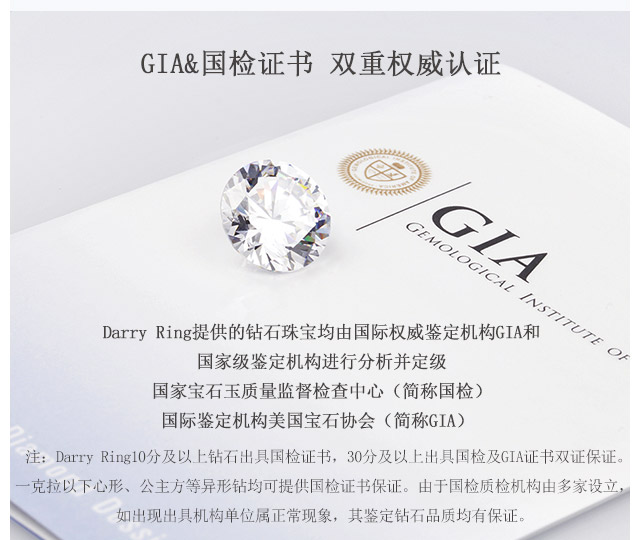 GIA&国检证书 双重权威认证
GIA
GEMOLOGICAL INSTITUTE OF
Darry Ring提供的钻石珠宝均由国际权威鉴定机构GIA和
国家级鉴定机构进行分析并定级
国家宝石玉质量监督检查中心（简称国检）
国际鉴定机构美国宝石协会（简称GIA）
注：Darry Ring10分及以上钻石出具国检证书，30分及以上出具国检及GIA证书双证保证。
一克拉以下心形、公主方等异形钻均可提供国检证书保证。由于国检质检机构由多家设立，
如出现出具机构单位属正常现象，其鉴定钻石品质均有保证。